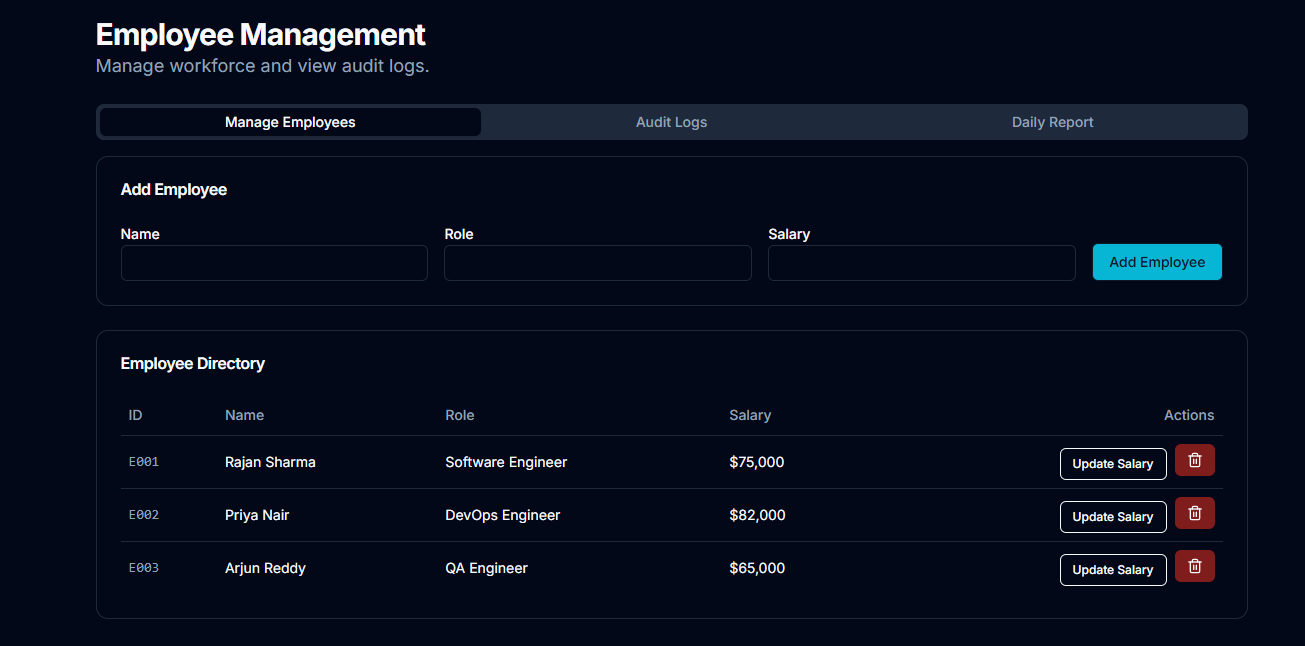 Employee Management
Manage workforce and view audit logs.
Manage Employees Audit Logs Daily Report
Add Employee
Name Role Salary
Add Employee
Employee Directory
ID Name Role Salary Actions
E001 Rajan Sharma Software Engineer $75,000 Update Salary
E002 Priya Nair DevOps Engineer $82,000 Update Salary
E003 Arjun Reddy QA Engineer $65,000 Update Salary